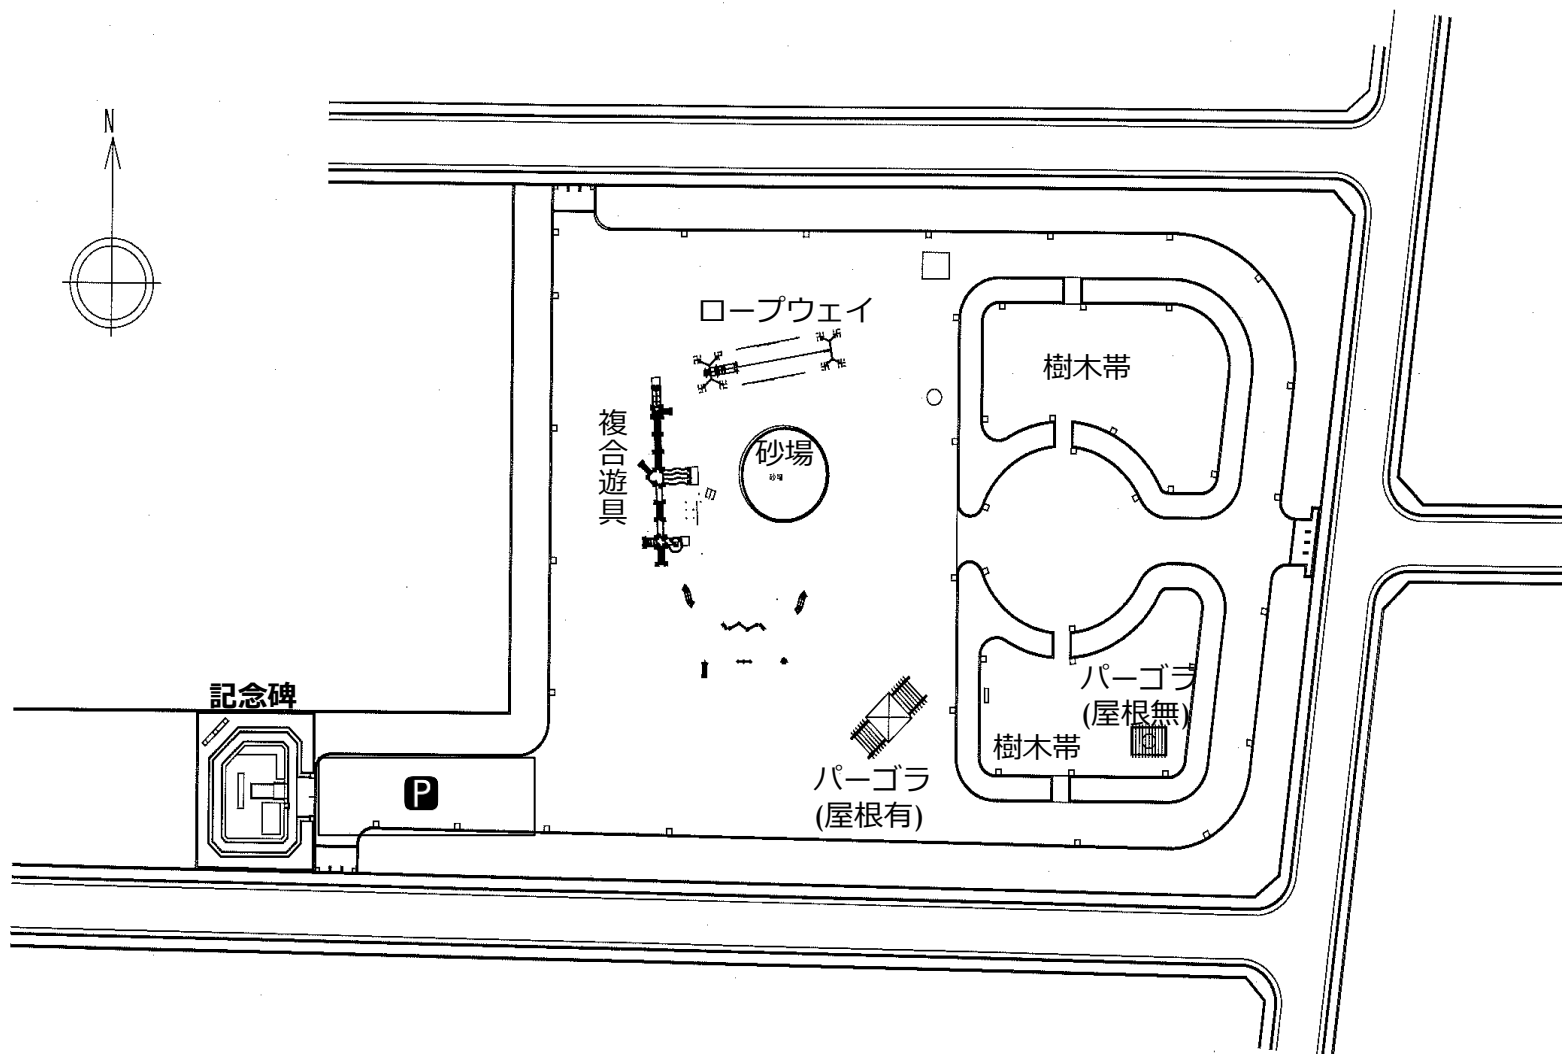 N
ロープウェイ
樹木帯
複合遊具
砂場
砂場
パーゴラ
(屋根無)
記念碑
樹木帯
P
パーゴラ
(屋根有)